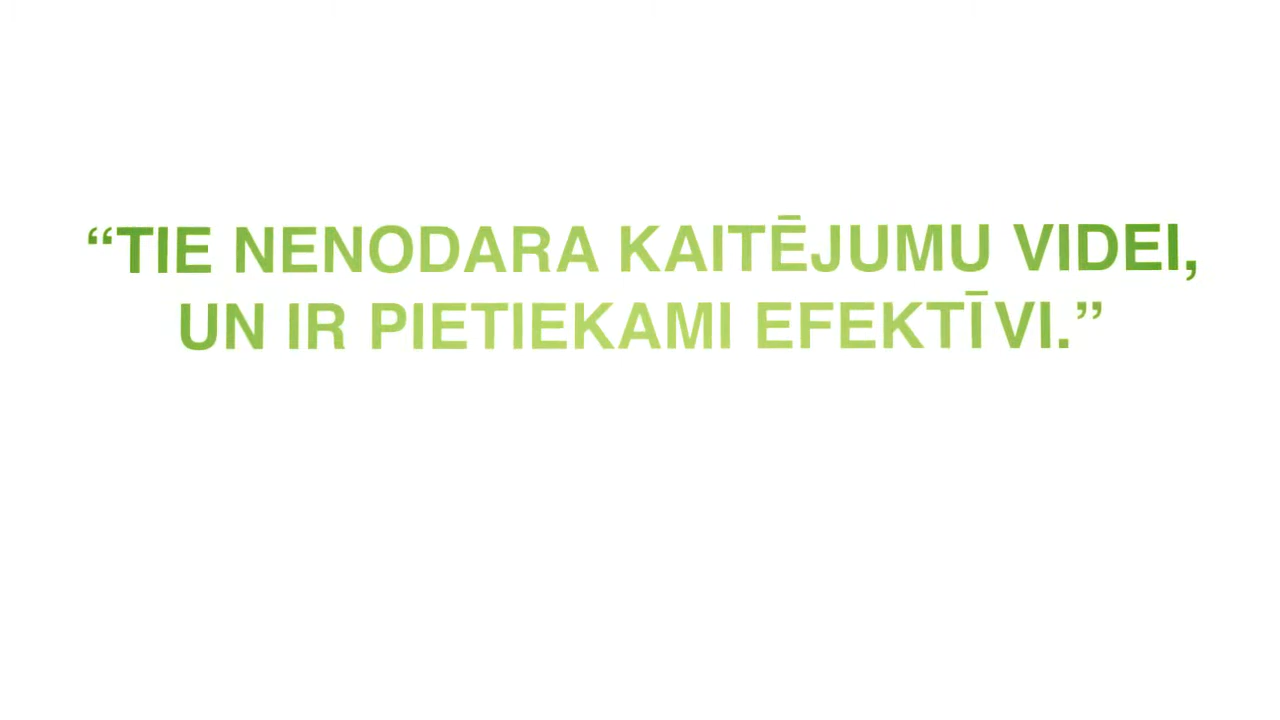 “TIE NENODARA KAITĒJUMU VIDEI,
UN IR PIETIEKAMI EFEKTĪVI.”